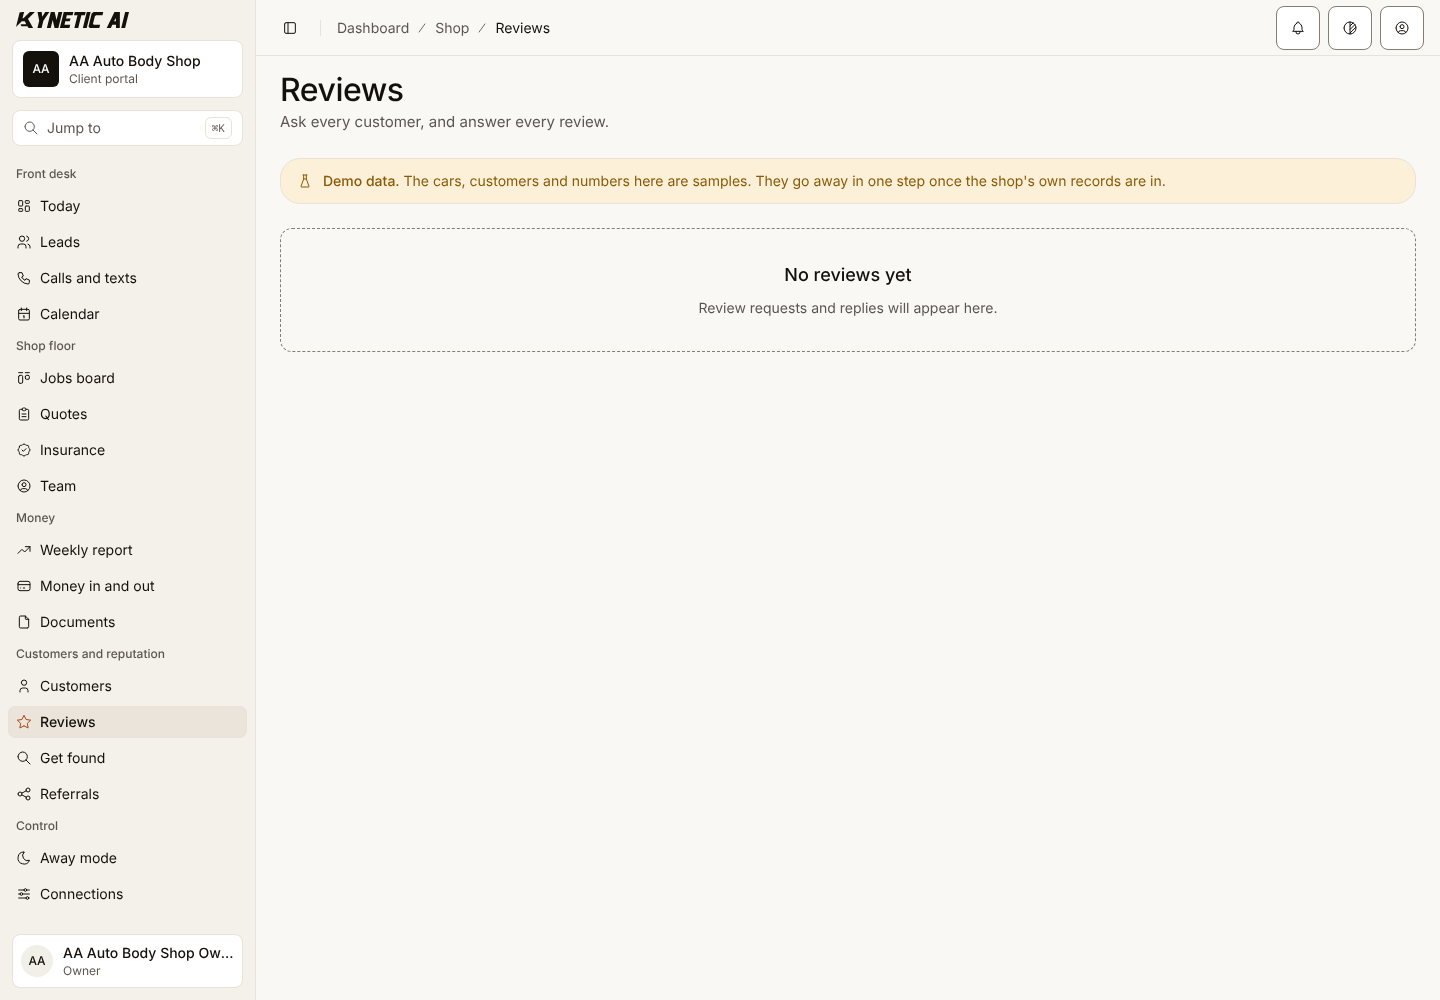 KYNETIC AI
AA
AA Auto Body Shop
Client portal
Jump to
⌘K
Front desk
Today
Leads
Calls and texts
Calendar
Shop floor
Jobs board
Quotes
Insurance
Team
Money
Weekly report
Money in and out
Documents
Customers and reputation
Customers
Reviews
Get found
Referrals
Control
Away mode
Connections
AA
AA Auto Body Shop Ow...
Owner
Dashboard / Shop / Reviews
Reviews
Ask every customer, and answer every review.
Demo data. The cars, customers and numbers here are samples. They go away in one step once the shop's own records are in.
No reviews yet
Review requests and replies will appear here.